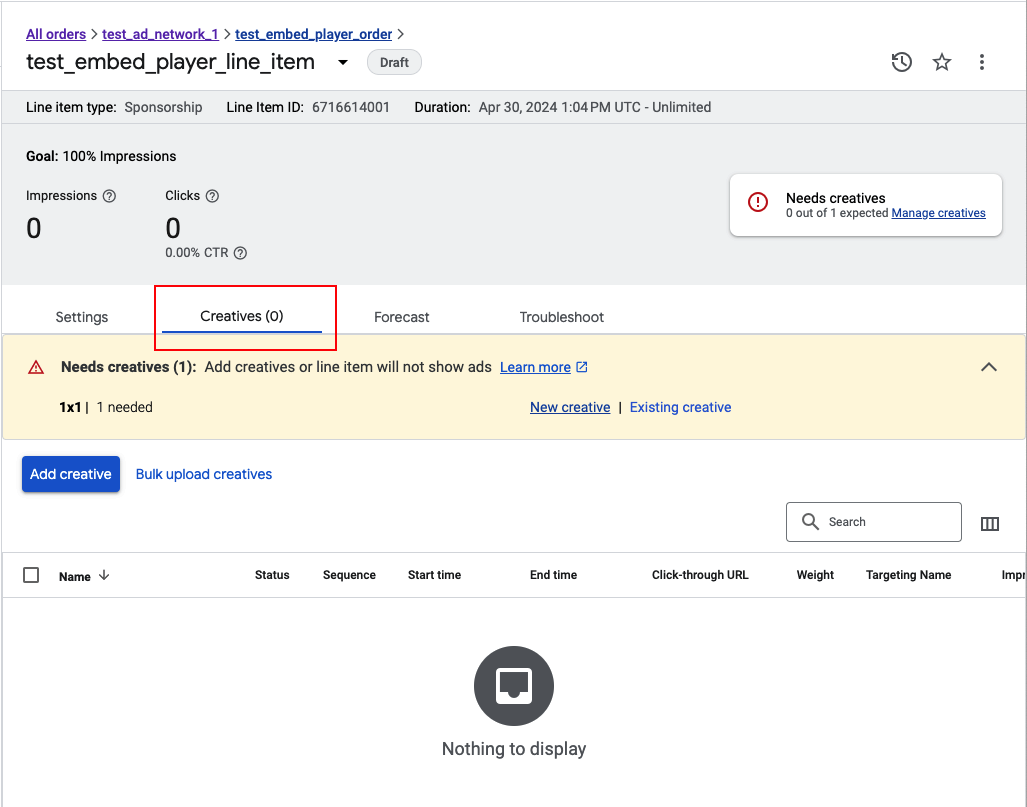 All orders > test_ad_network_1 > test_embed_player_order >
test_embed_player_line_item Draft
Line item type: Sponsorship Line Item ID: 6716614001 Duration: Apr 30, 2024 1:04 PM UTC - Unlimited
Goal: 100% Impressions
Impressions ? Clicks ?
0 0
0.00% CTR ?
Needs creatives
0 out of 1 expected Manage creatives
Settings Creatives (0) Forecast Troubleshoot
Needs creatives (1): Add creatives or line item will not show ads Learn more
1x1 | 1 needed New creative | Existing creative
Add creative Bulk upload creatives
Search
Name Status Sequence Start time End time Click-through URL Weight Targeting Name Impr
Nothing to display